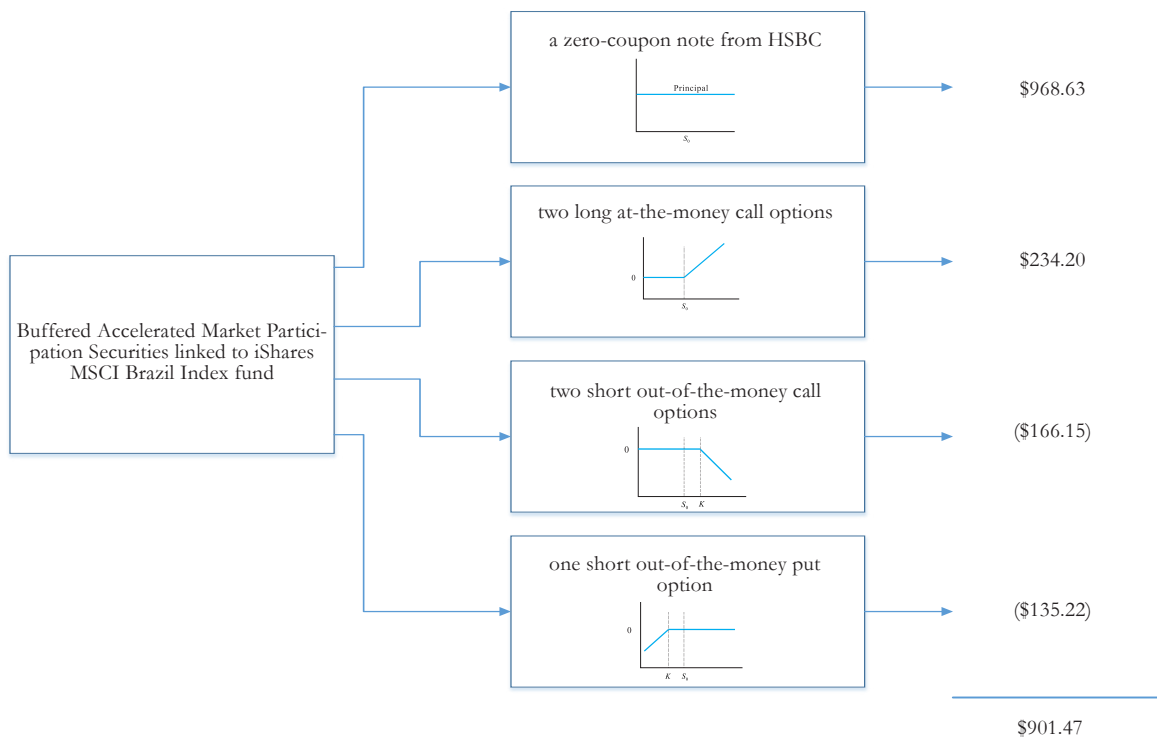 a zero-coupon note from HSBC
Principal
S0
$968.63
two long at-the-money call options
0
S0
$234.20
Buffered Accelerated Market Partici-
pation Securities linked to iShares
MSCI Brazil Index fund
two short out-of-the-money call
options
0
S0 K
($166.15)
one short out-of-the-money put
option
0
K S0
($135.22)
$901.47